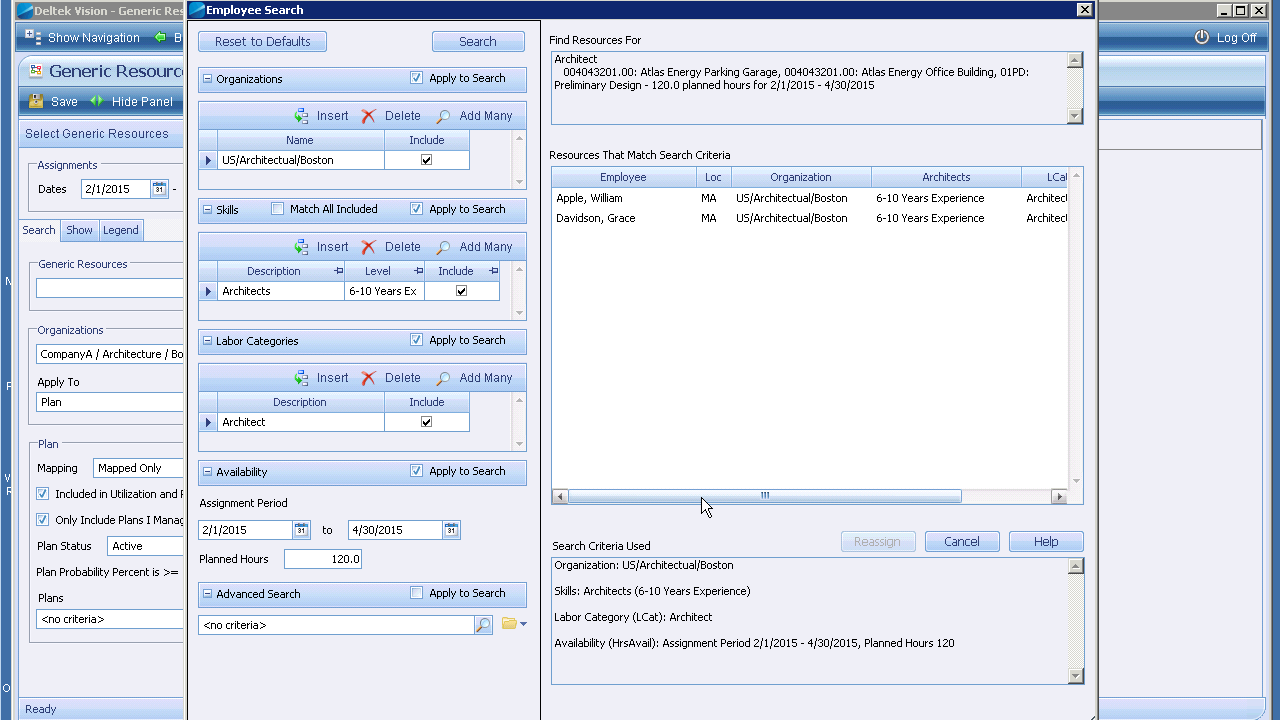 Deltek Vision - Generic Res
Employee Search
Show Navigation
B
Log Off
Generic Resourc
Save
Hide Panel
Select Generic Resources
Assignments
Dates
2/1/2015
-
Search
Show
Legend
Generic Resources
Organizations
CompanyA / Architecture / Bo
Apply To
Plan
Plan
Mapping
Mapped Only
Included in Utilization and F
Only Include Plans I Manag
Plan Status
Active
Plan Probability Percent is >=
Plans
<no criteria>
Ready
Reset to Defaults
Search
Organizations
Apply to Search
Insert Delete Add Many
Name Include
US/Architectual/Boston
Skills
Match All Included
Apply to Search
Insert Delete Add Many
Description Level Include
Architects 6-10 Years Ex
Labor Categories
Apply to Search
Insert Delete Add Many
Description Include
Architect
Availability
Apply to Search
Assignment Period
2/1/2015 to 4/30/2015
Planned Hours 120.0
Advanced Search
Apply to Search
<no criteria>
Find Resources For
Architect
004043201.00: Atlas Energy Parking Garage, 004043201.00: Atlas Energy Office Building, 01PD:
Preliminary Design - 120.0 planned hours for 2/1/2015 - 4/30/2015
Resources That Match Search Criteria
Employee Loc Organization Architects LCat
Apple, William MA US/Architectual/Boston 6-10 Years Experience Architect
Davidson, Grace MA US/Architectual/Boston 6-10 Years Experience Architect
Reassign
Cancel
Help
Search Criteria Used
Organization: US/Architectual/Boston
Skills: Architects (6-10 Years Experience)
Labor Category (LCat): Architect
Availability (HrsAvail): Assignment Period 2/1/2015 - 4/30/2015, Planned Hours 120